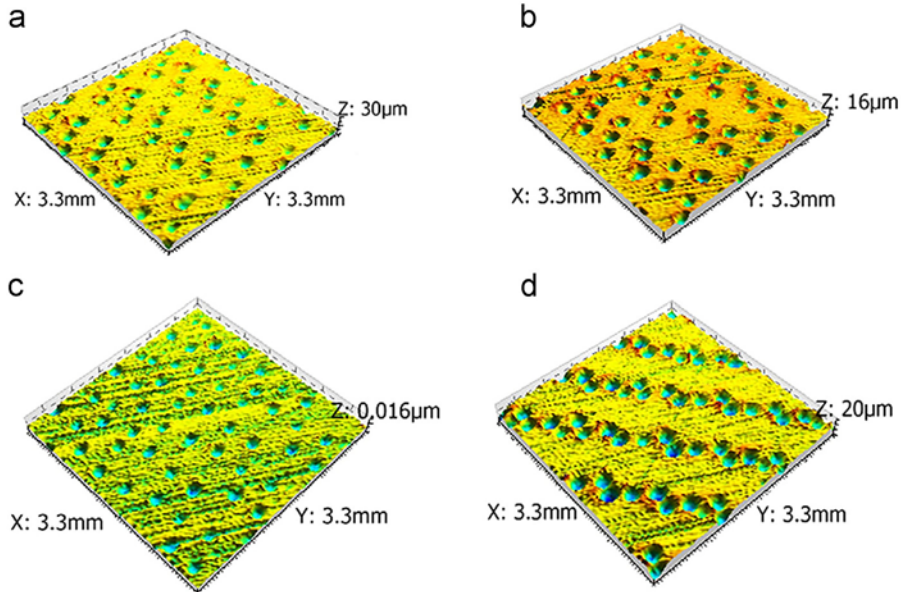 a
b
Z: 30µm
Z: 16µm
X: 3.3mm
Y: 3.3mm
X: 3.3mm
Y: 3.3mm
c
d
Z: 0,016µm
Z: 20µm
X: 3.3mm
Y: 3.3mm
X: 3.3mm
Y: 3.3mm